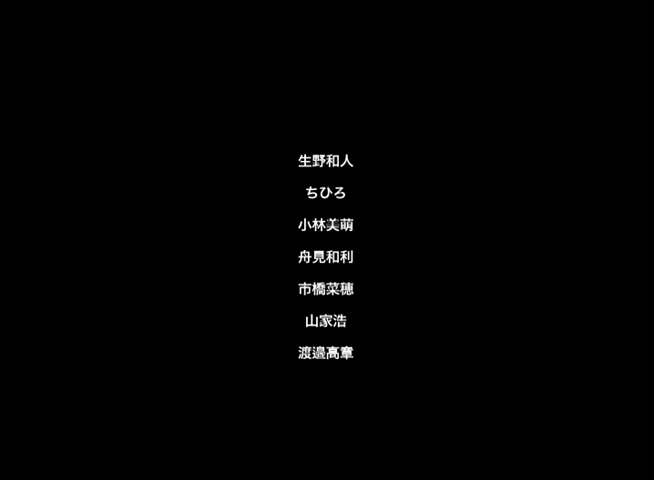 生野和人
ちひろ
小林美萌
舟見和利
市橋菜穂
山家浩
渡邉高章